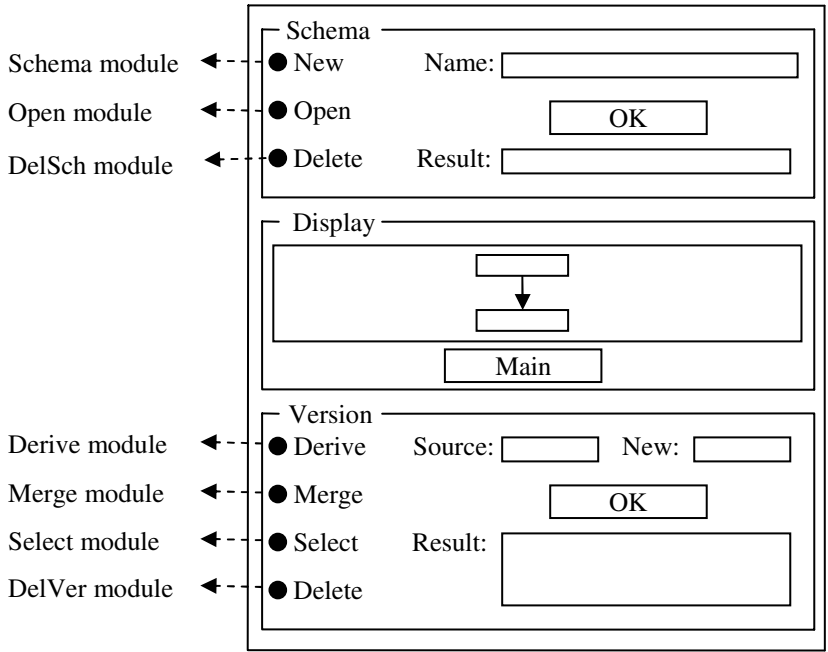 Schema
Schema module
New
Name:
Open module
Open
OK
DelSch module
Delete
Result:
Display
Main
Version
Derive module
Derive
Source:
New:
Merge module
Merge
OK
Select module
Select
Result:
DelVer module
Delete